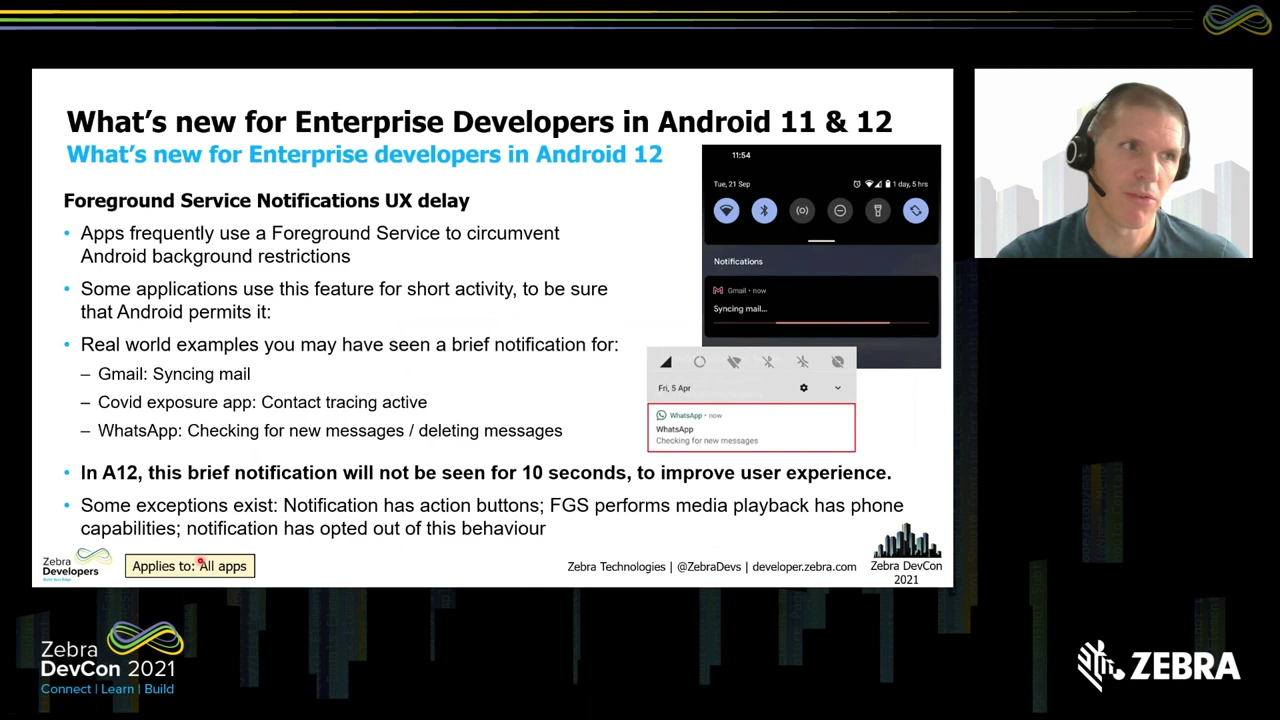 What's new for Enterprise Developers in Android 11 & 12
What's new for Enterprise developers in Android 12
Foreground Service Notifications UX delay
• Apps frequently use a Foreground Service to circumvent
Android background restrictions
• Some applications use this feature for short activity, to be sure
that Android permits it:
• Real world examples you may have seen a brief notification for:
– Gmail: Syncing mail
– Covid exposure app: Contact tracing active
– WhatsApp: Checking for new messages / deleting messages
• In A12, this brief notification will not be seen for 10 seconds, to improve user experience.
• Some exceptions exist: Notification has action buttons; FGS performs media playback has phone
capabilities; notification has opted out of this behaviour
11:54
Tue, 21 Sep
1 day, 5 hrs
Notifications
Gmail • now
Syncing mail...
Fri, 5 Apr
WhatsApp • now
WhatsApp
Checking for new messages
Zebra
Developers
Build Your Edge
Applies to: All apps
Zebra Technologies | @ZebraDevs | developer.zebra.com
Zebra DevCon
2021
Zebra
DevCon 2021
Connect | Learn | Build
ZEBRA